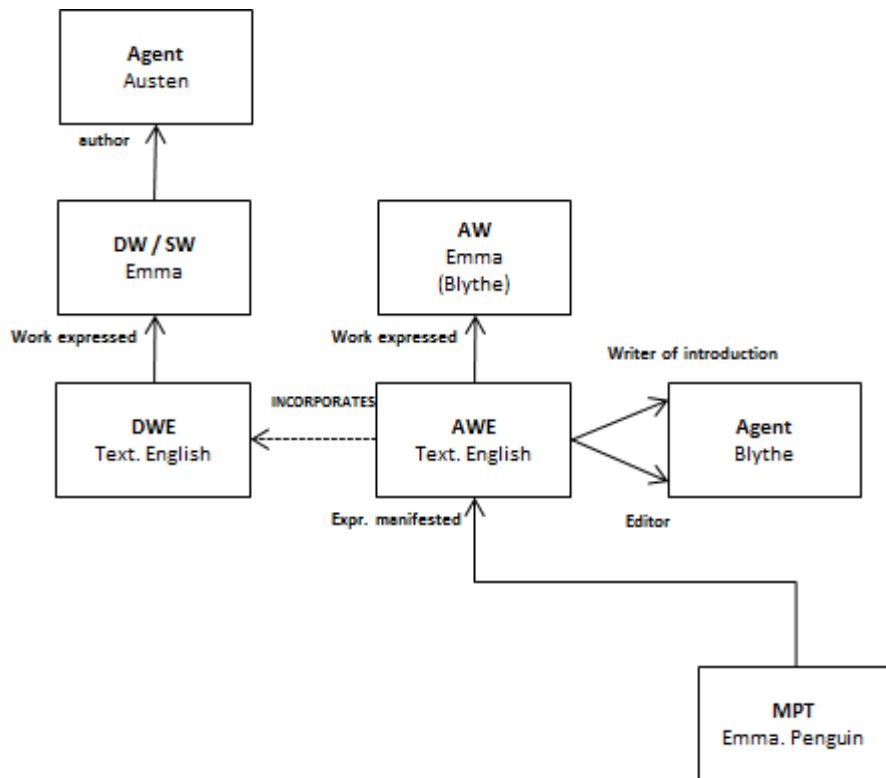 Agent
Austen
author
DW / SW
Emma
AW
Emma
(Blythe)
Work expressed
Work expressed
Writer of introduction
INCORPORATES
DWE
Text. English
AWE
Text. English
Agent
Blythe
Expr. manifested
Editor
MPT
Emma. Penguin